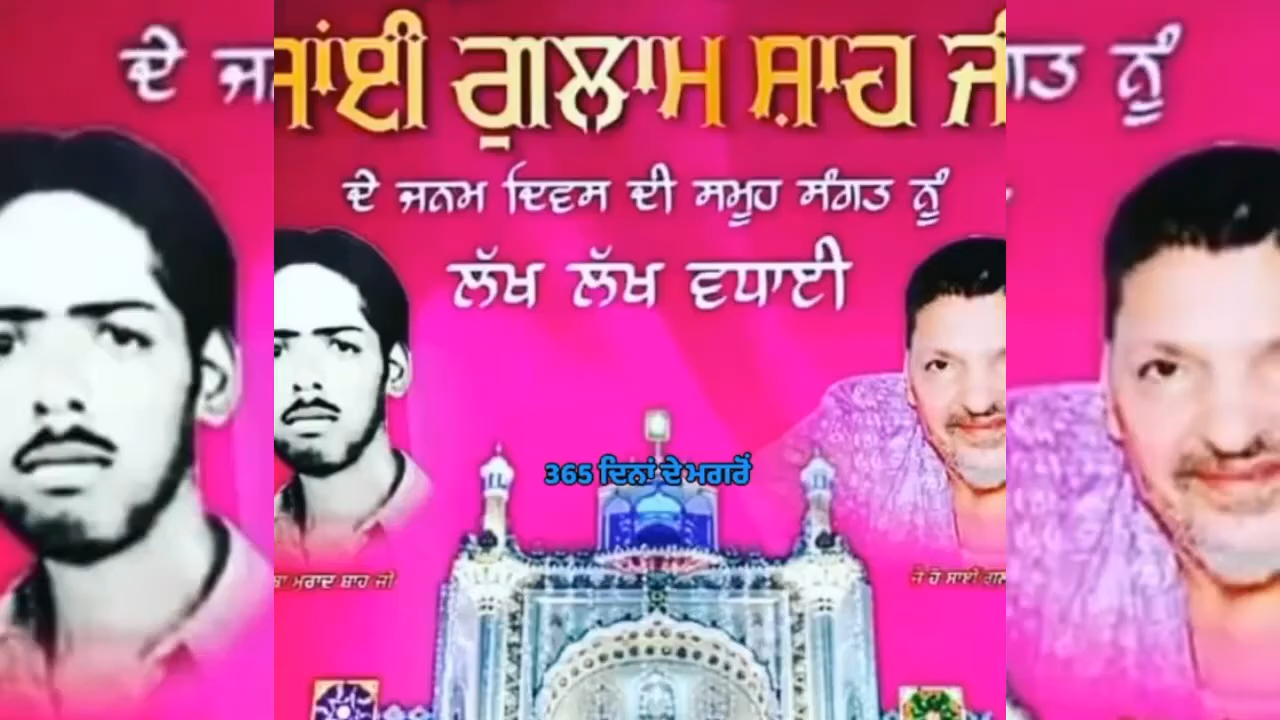 ਸਾਂਈ ਗੁਲਾਮ ਸ਼ਾਹ ਜੀ
ਦੇ ਜਨਮ ਦਿਵਸ ਦੀ ਸਮੂਹ ਸੰਗਤ ਨੂੰ
ਲੱਖ ਲੱਖ ਵਧਾਈ
365 ਦਿਨਾਂ ਦੇ ਮਗਰੋਂ
ਮੁਰਾਦ ਸ਼ਾਹ ਜੀ
ਜੈ ਹੋ ਸਾਈਂ
ਦੇ
ਨੂੰ